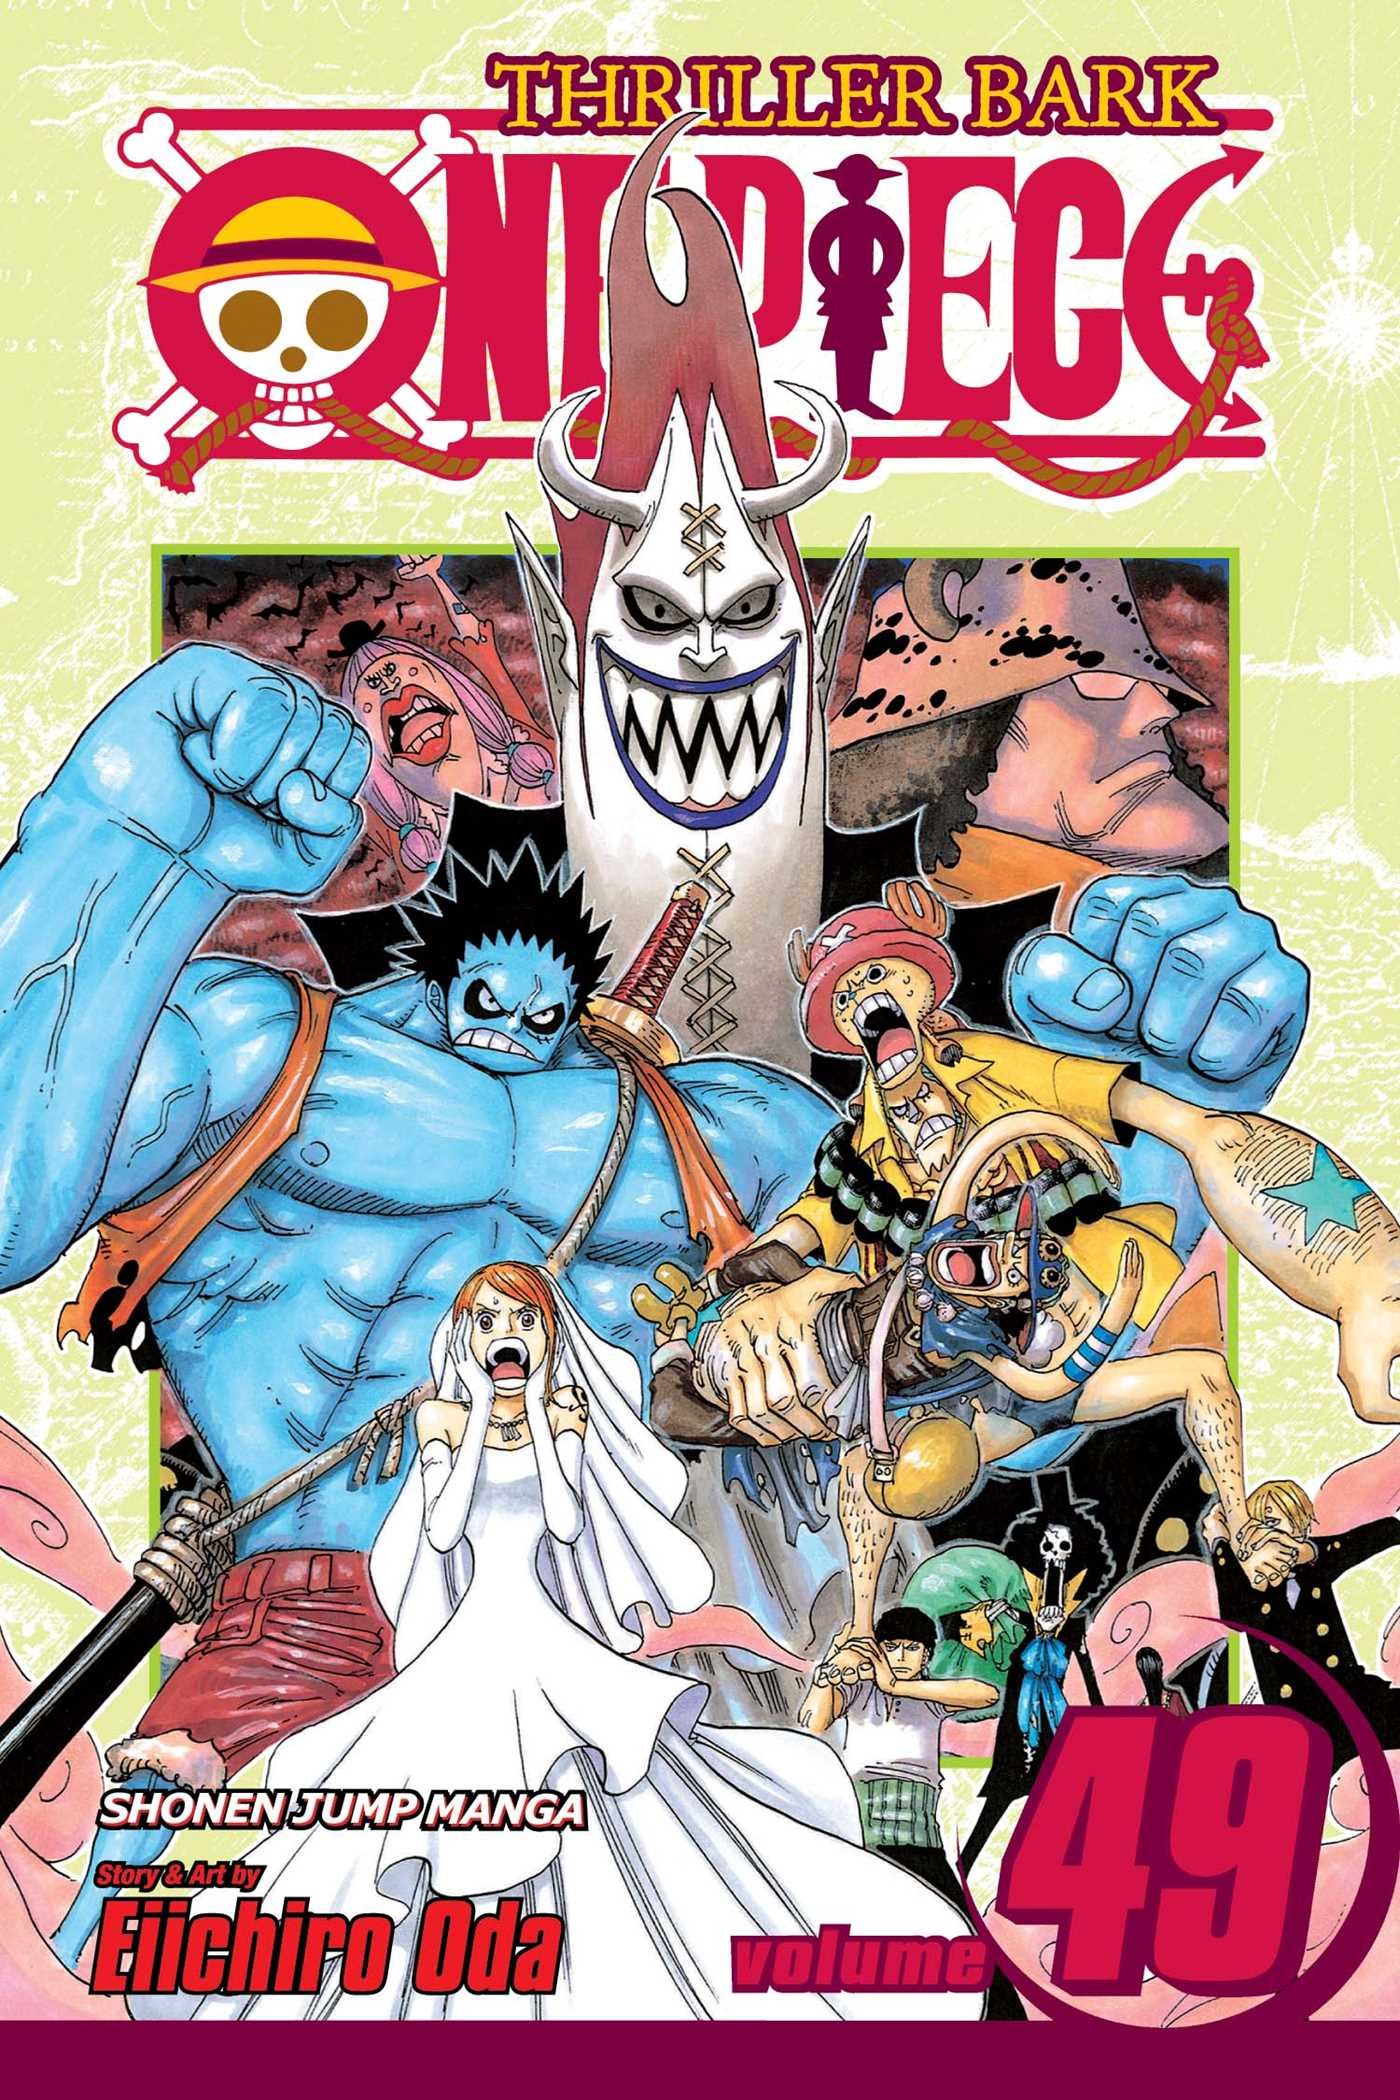 THRILLER BARK
ONE PIECE
SHONEN JUMP MANGA
Story & Art by
Eiichiro Oda
volume 49